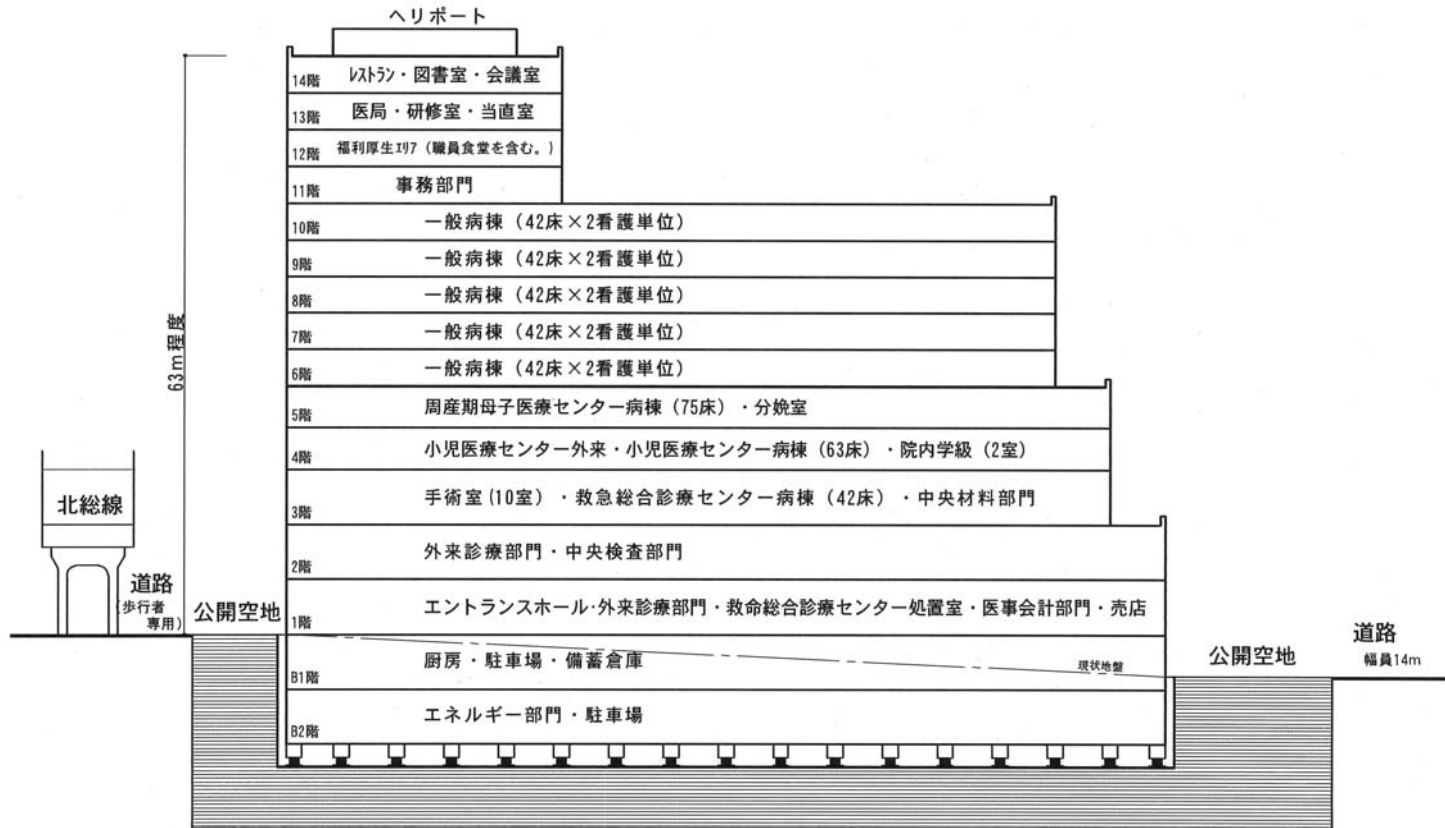 ヘリポート
14階 レストラン・図書室・会議室
13階 医局・研修室・当直室
12階 福利厚生エリア(職員食堂を含む。)
11階 事務部門
10階 一般病棟(42床×2看護単位)
9階 一般病棟(42床×2看護単位)
8階 一般病棟(42床×2看護単位)
7階 一般病棟(42床×2看護単位)
6階 一般病棟(42床×2看護単位)
5階 周産期母子医療センター病棟(75床)・分娩室
4階 小児医療センター外来・小児医療センター病棟(63床)・院内学級(2室)
3階 手術室(10室)・救急総合診療センター病棟(42床)・中央材料部門
2階 外来診療部門・中央検査部門
1階 エントランスホール・外来診療部門・救命総合診療センター処置室・医事会計部門・売店
B1階 厨房・駐車場・備蓄倉庫
B2階 エネルギー部門・駐車場
63m程度
北総線
道路
(歩行者
専用)
公開空地
現状地盤
公開空地
道路
幅員14m